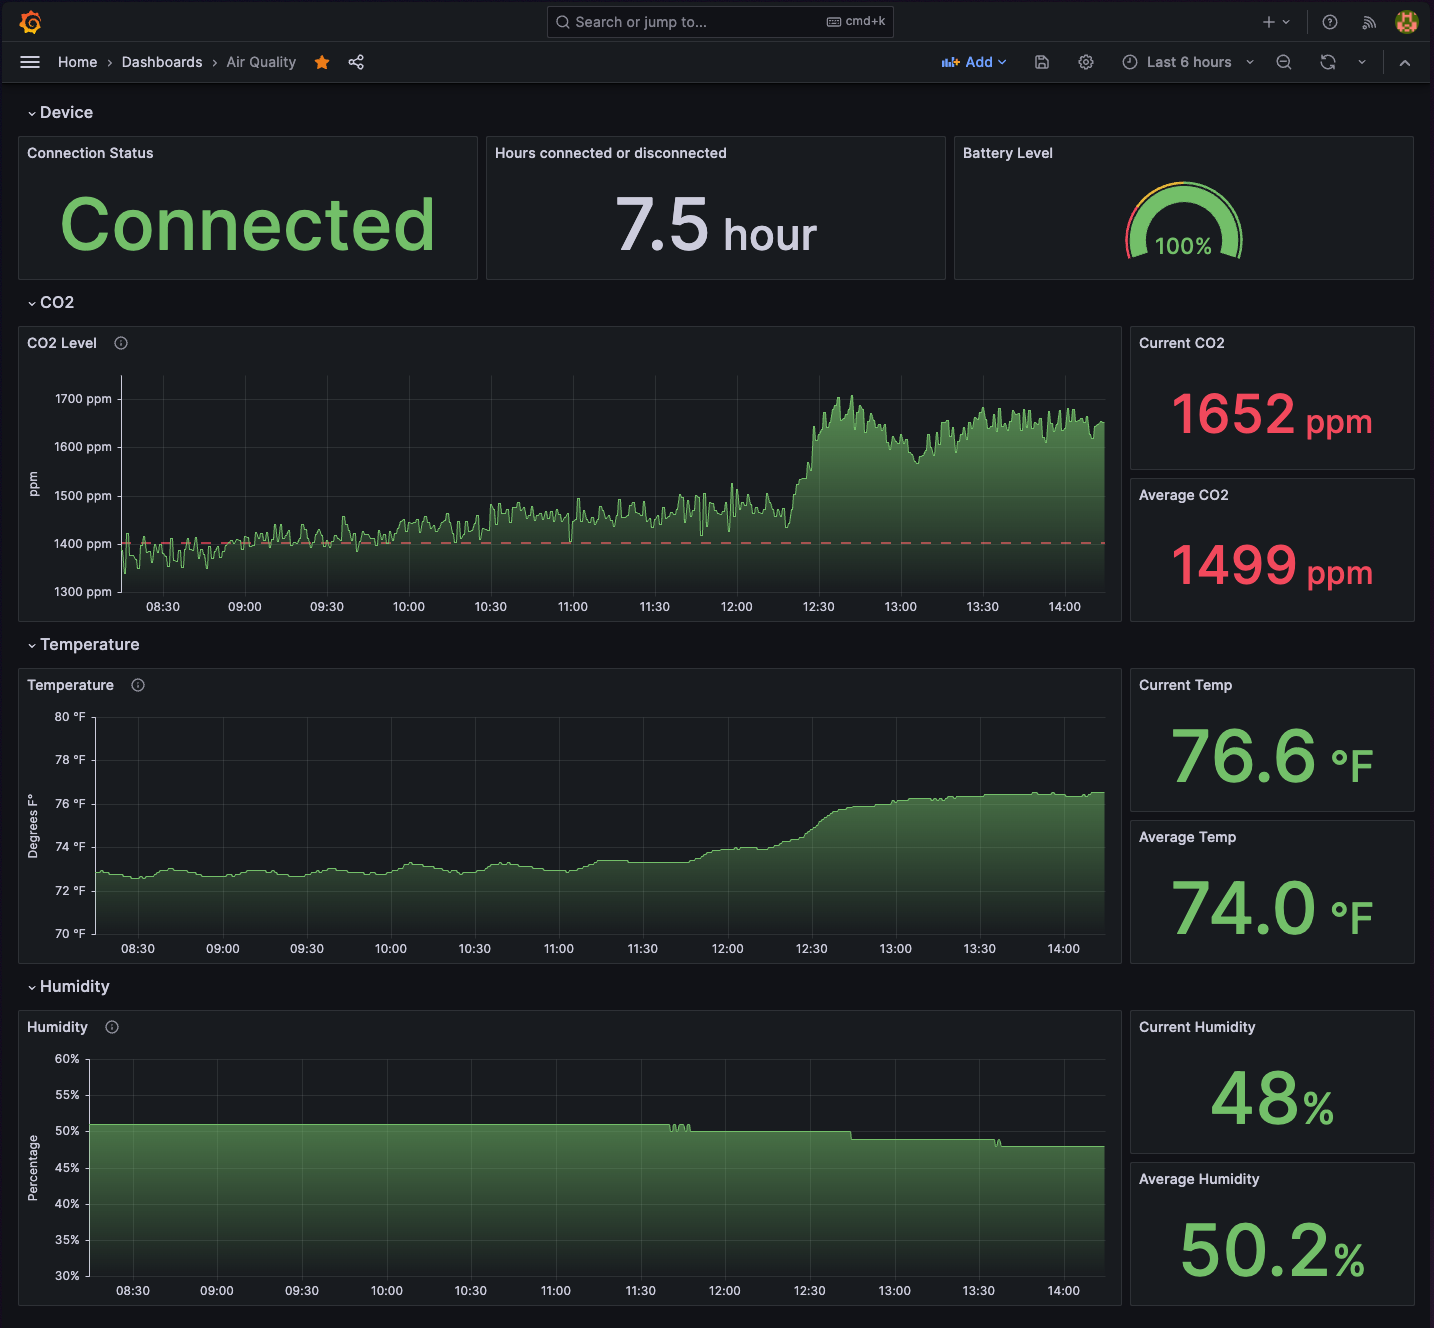 Search or jump to... cmd+k
Home › Dashboards › Air Quality Add Last 6 hours
Device
Connection Status
Connected
Hours connected or disconnected
7.5 hour
Battery Level
100%
CO2
CO2 Level
ppm
1700 ppm
1600 ppm
1500 ppm
1400 ppm
1300 ppm
08:30 09:00 09:30 10:00 10:30 11:00 11:30 12:00 12:30 13:00 13:30 14:00
Current CO2
1652 ppm
Average CO2
1499 ppm
Temperature
Temperature
Degrees F°
80 °F
78 °F
76 °F
74 °F
72 °F
70 °F
08:30 09:00 09:30 10:00 10:30 11:00 11:30 12:00 12:30 13:00 13:30 14:00
Current Temp
76.6 °F
Average Temp
74.0 °F
Humidity
Humidity
Percentage
60%
55%
50%
45%
40%
35%
30%
08:30 09:00 09:30 10:00 10:30 11:00 11:30 12:00 12:30 13:00 13:30 14:00
Current Humidity
48%
Average Humidity
50.2%